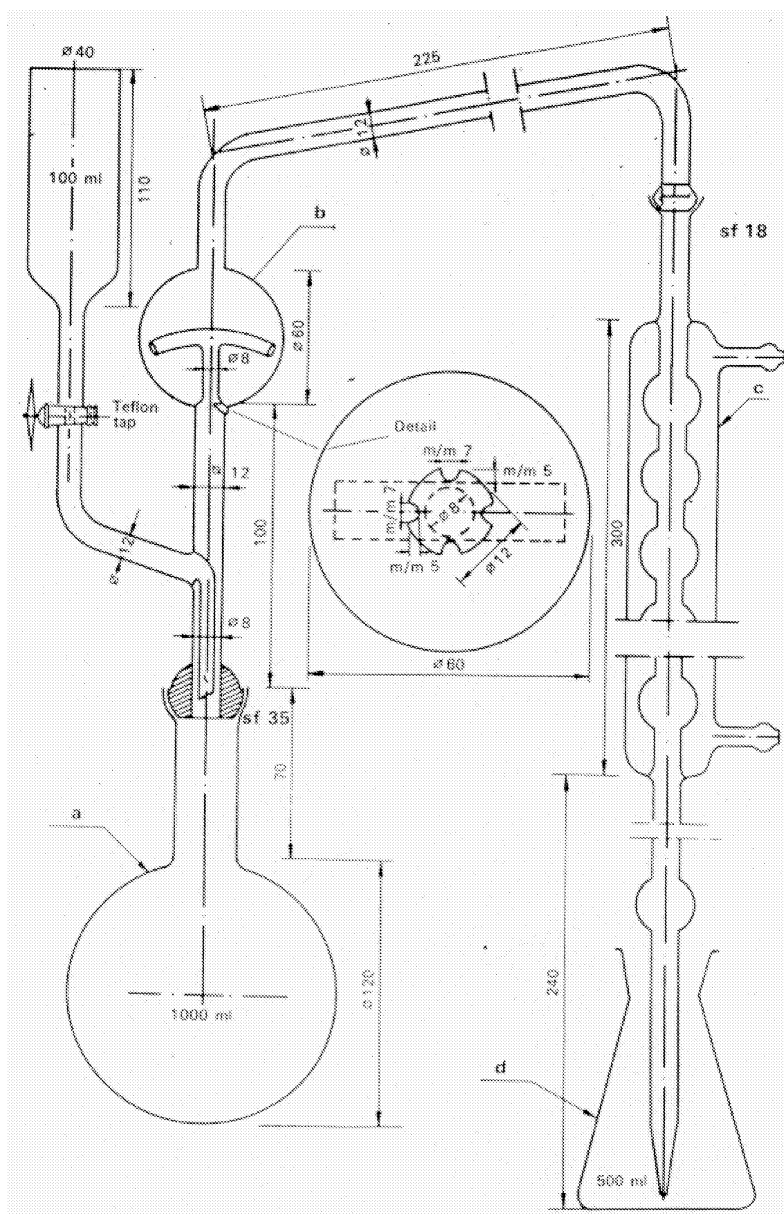 ø 40
225
100 ml
110
ø 12
b
sf 18
ø 60
ø 8
c
Teflon
tap
Detail
m/m 7
m/m 5
ø 12
m/m 7
ø 8
100
300
ø 12
m/m 5
ø 12
ø 8
ø 60
sf 35
70
a
ø 120
1000 ml
240
d
500 ml